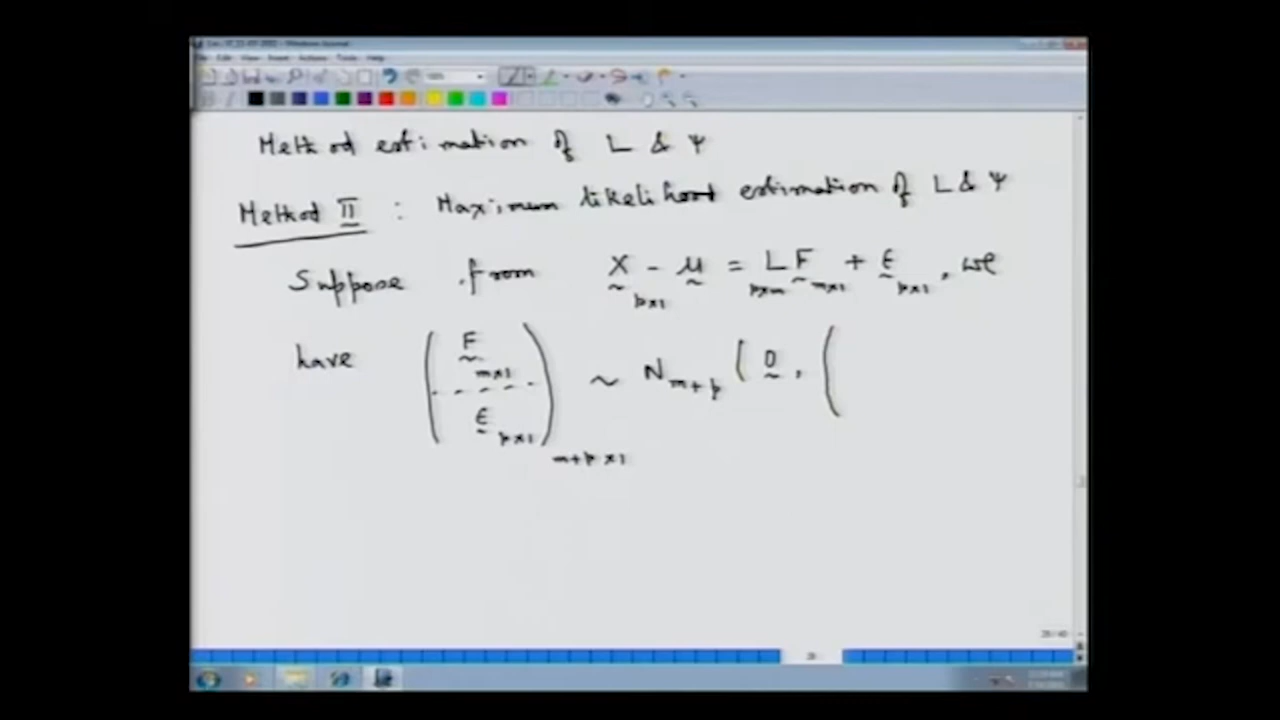 Method estimation of L & Ψ
Method II : Maximum likelihood estimation of L & Ψ
Suppose from X - μ = L F + ε , we
p×1 p×m m×1 p×1
have ( F ) ~ N m+p ( 0 , (
m×1
ε
p×1
m+p×1